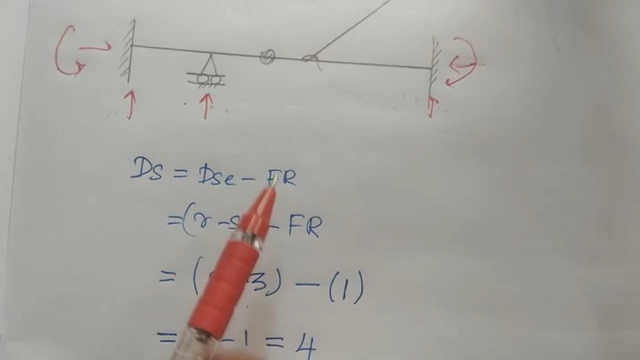 DS = Dse - FR
=(r - - FR
= ( 3) - (1)
= - 1 = 4